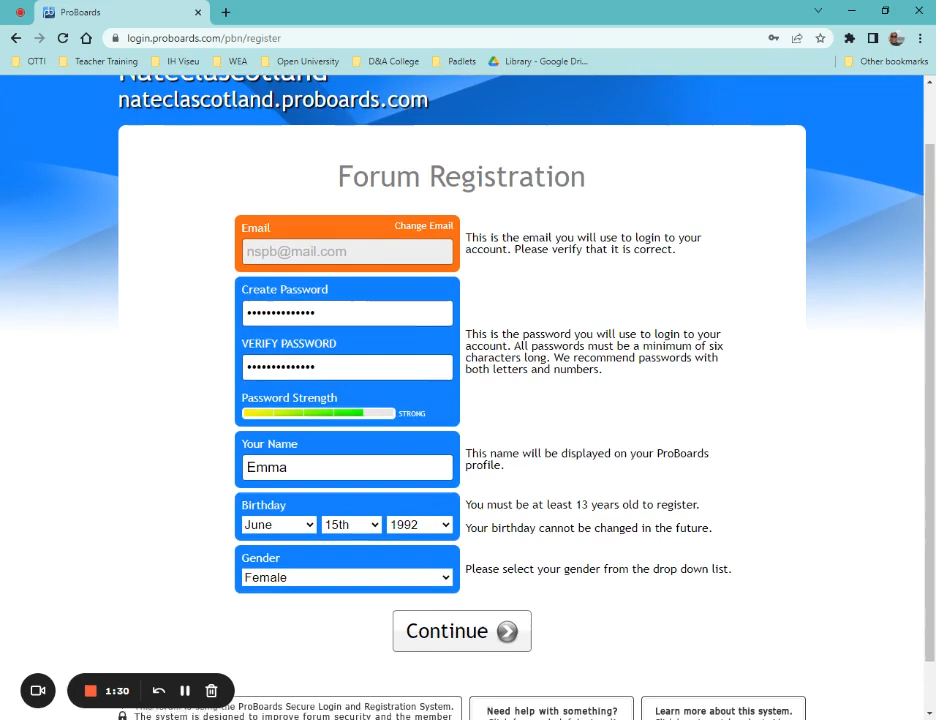 ProBoards
login.proboards.com/pbn/register
OTTI
Teacher Training
IH Viseu
WEA
Open University
D&A College
Padlets
Library - Google Dri...
Other bookmarks
Nateclascotland
nateclascotland.proboards.com
Forum Registration
Email
Change Email
nspb@mail.com
This is the email you will use to login to your
account. Please verify that it is correct.
Create Password
••••••••••••••
VERIFY PASSWORD
••••••••••••••
This is the password you will use to login to your
account. All passwords must be a minimum of six
characters long. We recommend passwords with
both letters and numbers.
Password Strength
STRONG
Your Name
Emma
This name will be displayed on your ProBoards
profile.
Birthday
June 15th 1992
You must be at least 13 years old to register.
Your birthday cannot be changed in the future.
Gender
Female
Please select your gender from the drop down list.
Continue
1:30
This forum is using the ProBoards Secure Login and Registration System.
The system is designed to improve forum security and the member
Need help with something?
Learn more about this system.